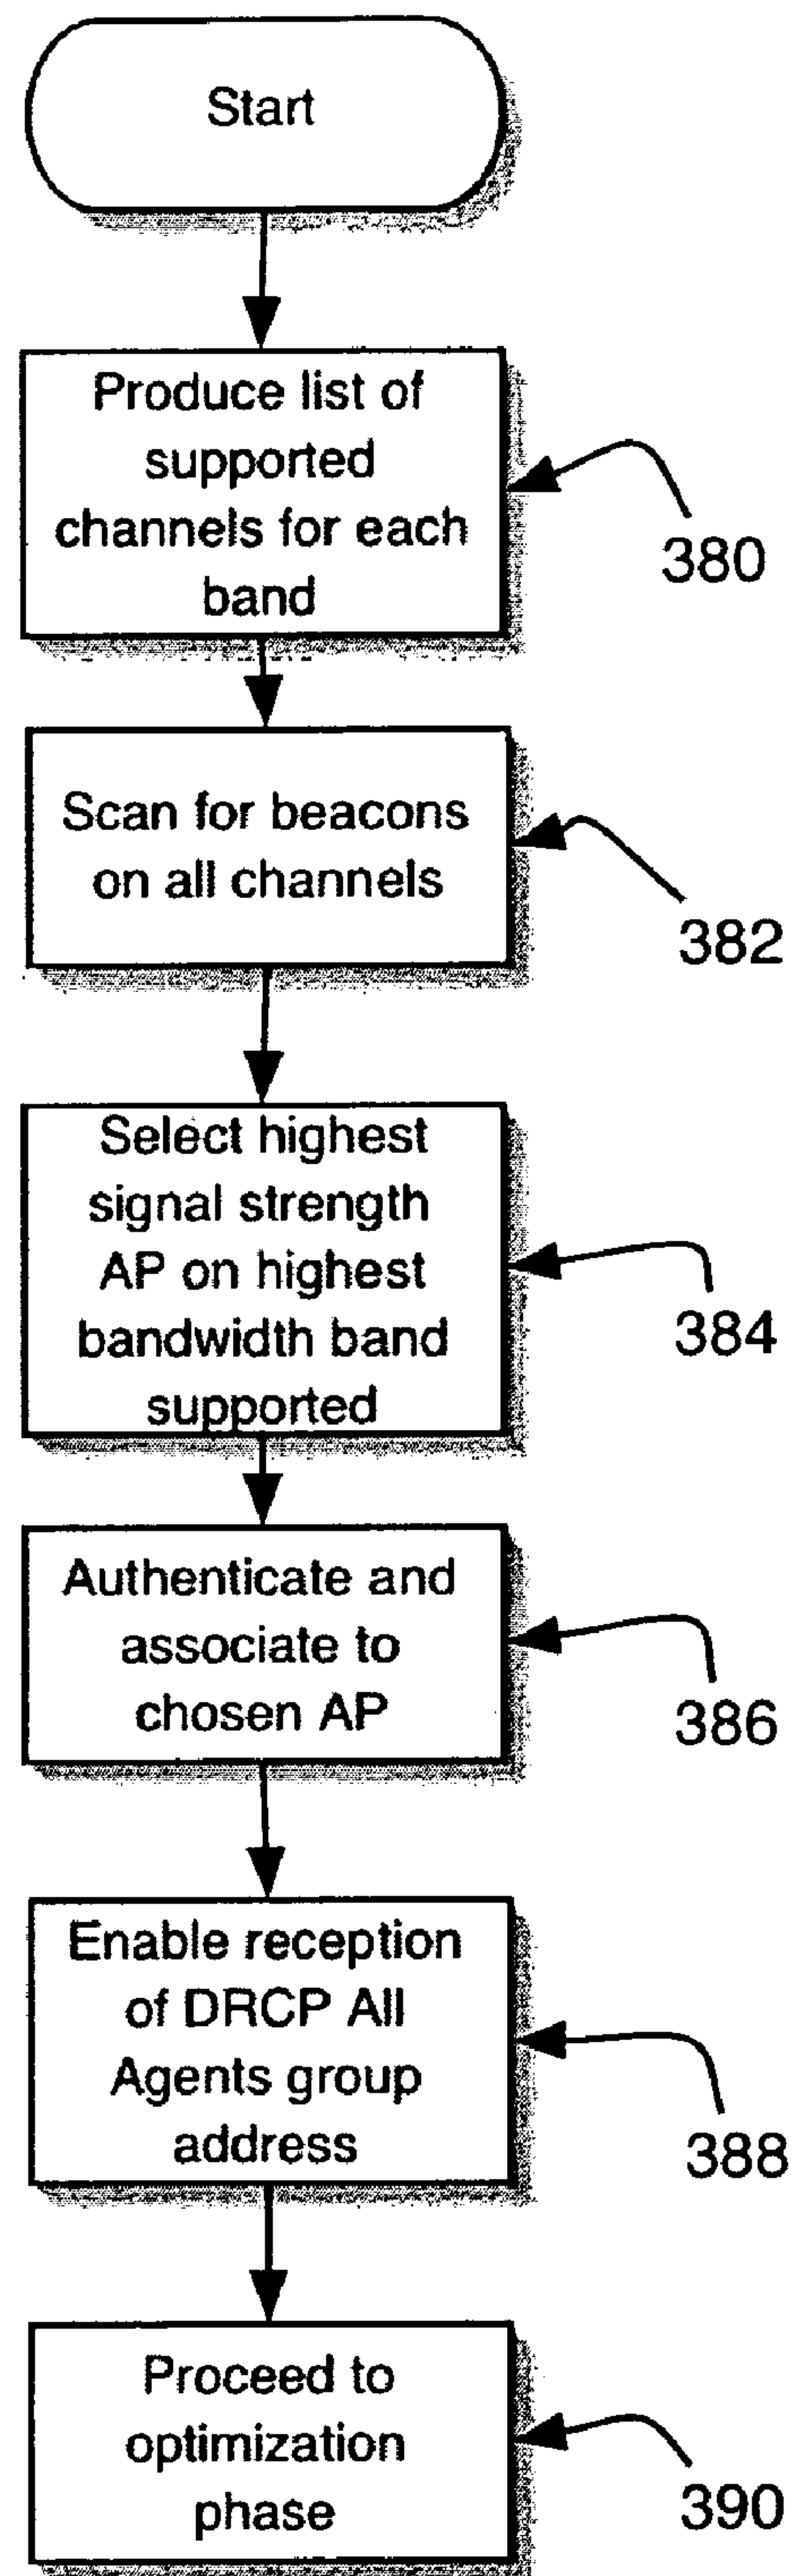 Start
Produce list of
supported
channels for each
band
380
Scan for beacons
on all channels
382
Select highest
signal strength
AP on highest
bandwidth band
supported
384
Authenticate and
associate to
chosen AP
386
Enable reception
of DRCP All
Agents group
address
388
Proceed to
optimization
phase
390